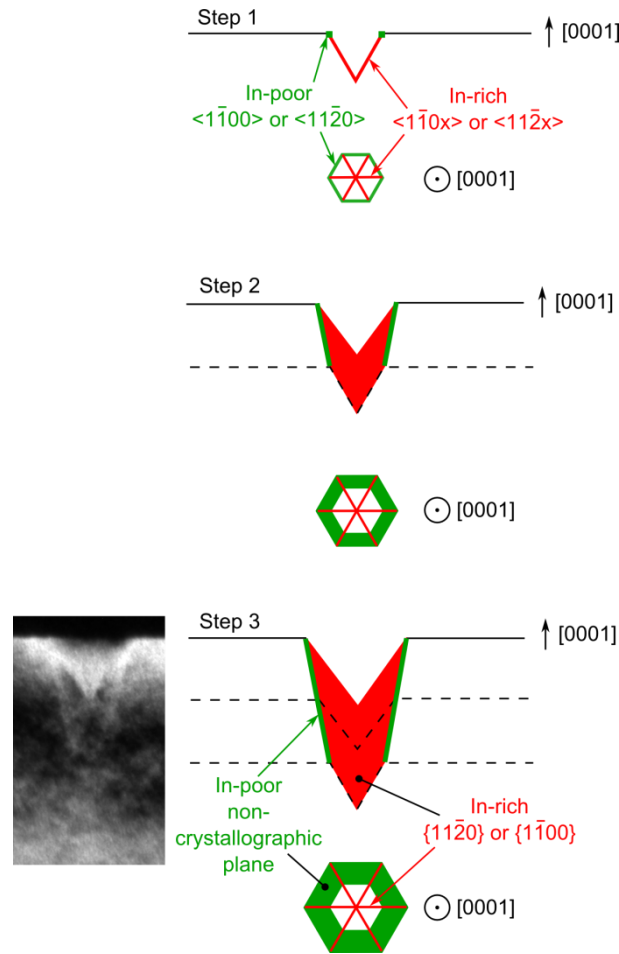 Step 1
[0001]
In-poor
<11̄00> or <112̄0>
In-rich
<11̄0x> or <112̄x>
[0001]
Step 2
[0001]
[0001]
Step 3
[0001]
In-poor
non-
crystallographic
plane
In-rich
{112̄0} or {11̄00}
[0001]